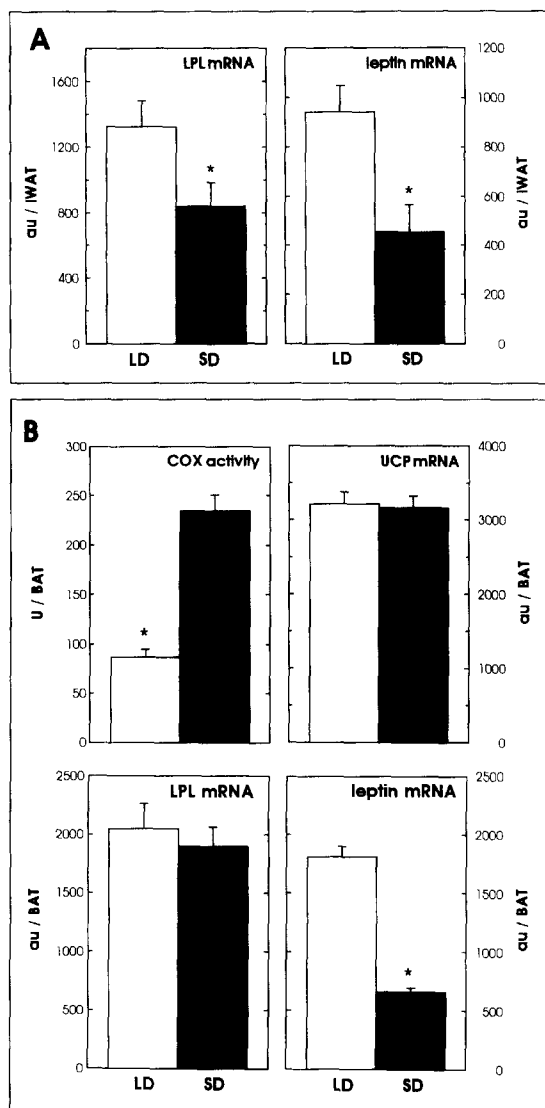 A
LPL mRNA
leptin mRNA
1600
1300
800
400
0
au / IWAT
1200
1000
800
600
400
200
0
au / IWAT
*
*
LD SD
LD SD
B
COX activity
UCP mRNA
300
250
200
150
100
50
0
U / BAT
4000
3000
2000
1000
0
au / BAT
*
LPL mRNA
leptin mRNA
2500
2000
1500
1000
500
0
au / BAT
2500
2000
1500
1000
500
0
au / BAT
*
LD SD
LD SD